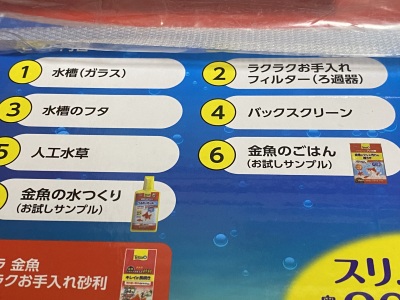 1 水槽(ガラス)
2 ラクラクお手入れ
フィルター(ろ過器)
3 水槽のフタ
4 バックスクリーン
5 人工水草
6 金魚のごはん
(お試しサンプル)
金魚の水つくり
(お試しサンプル)
金魚
ラクお手入れ砂利
スリ